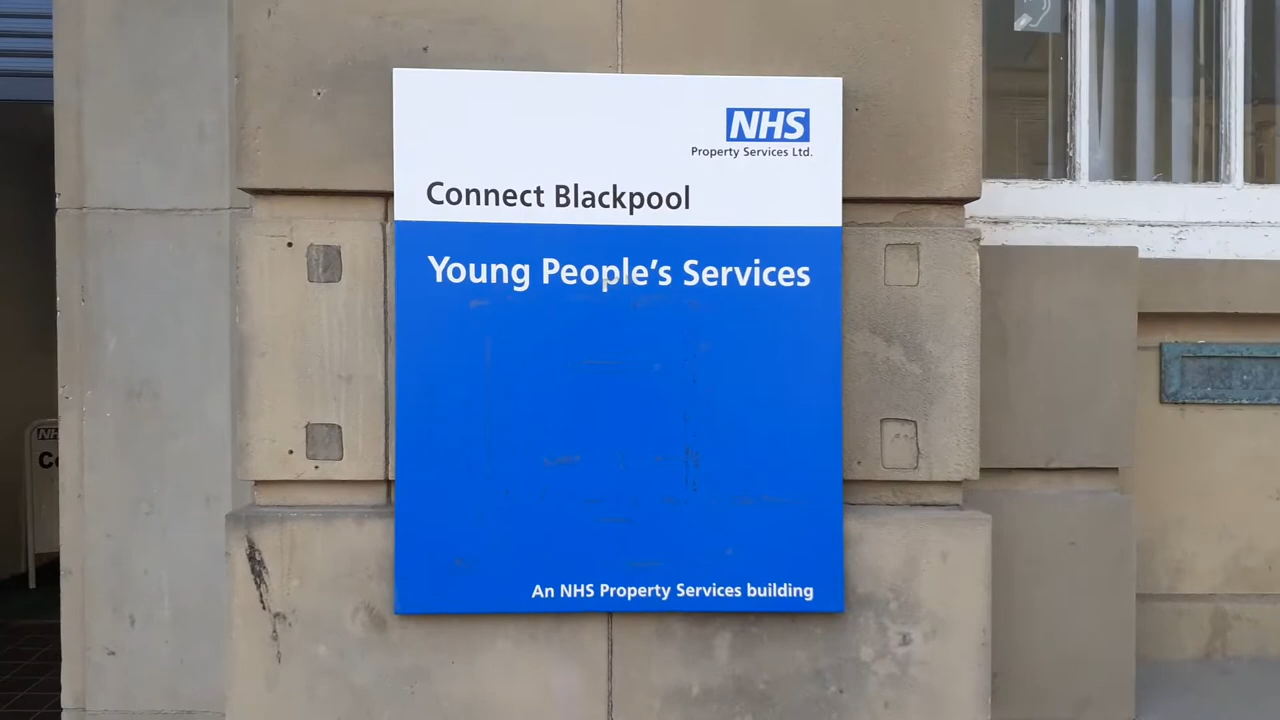 NHS
Property Services Ltd.
Connect Blackpool
Young People's Services
An NHS Property Services building